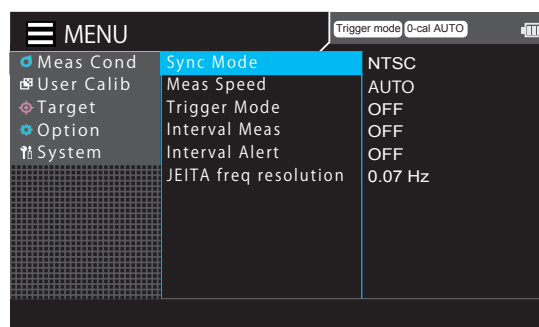 MENU
Trigger mode 0-cal AUTO
Meas Cond Sync Mode NTSC
User Calib Meas Speed AUTO
Target Trigger Mode OFF
Option Interval Meas OFF
System Interval Alert OFF
JEITA freq resolution 0.07 Hz